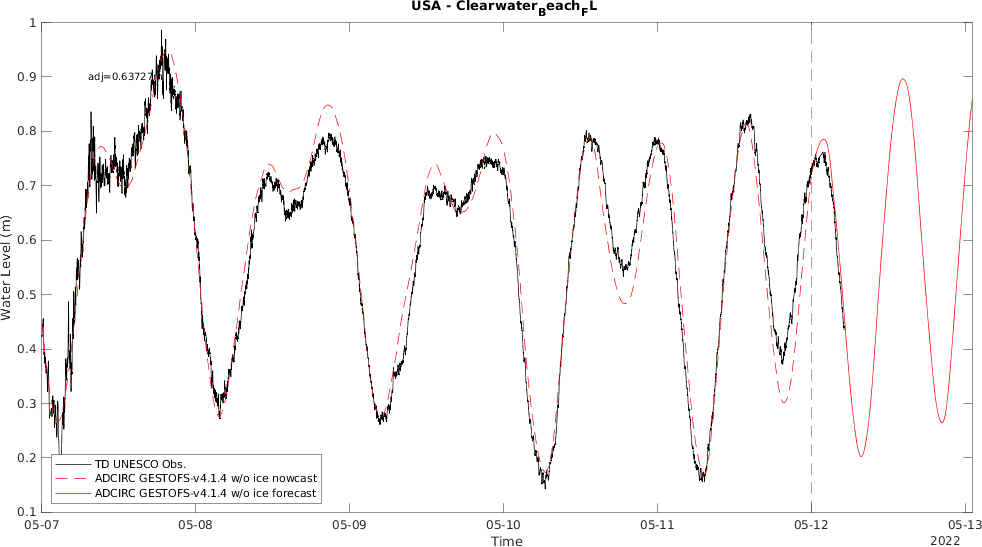 USA - Clearwater_Beach_FL
1
0.9
0.8
0.7
0.6
0.5
0.4
0.3
0.2
0.1
Water Level (m)
adj=0.63727
TD UNESCO Obs.
ADCIRC GESTOFS-v4.1.4 w/o ice nowcast
ADCIRC GESTOFS-v4.1.4 w/o ice forecast
05-07 05-08 05-09 05-10 05-11 05-12 05-13
Time
2022